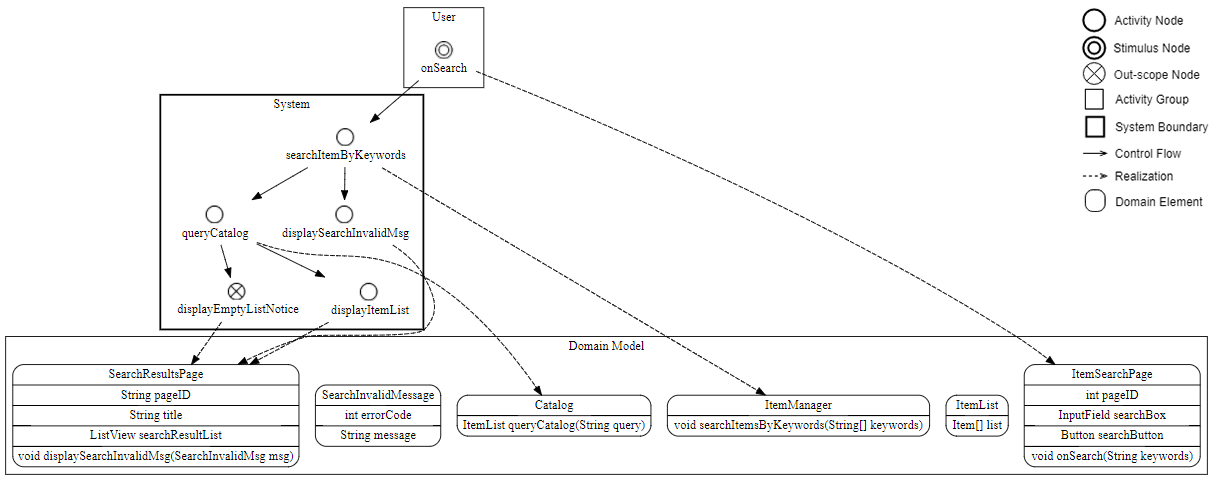 User
onSearch
System
searchItemByKeywords
queryCatalog
displaySearchInvalidMsg
displayEmptyListNotice
displayItemList
Activity Node
Stimulus Node
Out-scope Node
Activity Group
System Boundary
Control Flow
Realization
Domain Element
Domain Model
SearchResultsPage
String pageID
String title
ListView searchResultList
void displaySearchInvalidMsg(SearchInvalidMsg msg)
SearchInvalidMessage
int errorCode
String message
Catalog
ItemList queryCatalog(String query)
ItemManager
void searchItemsByKeywords(String[] keywords)
ItemList
Item[] list
ItemSearchPage
int pageID
InputField searchBox
Button searchButton
void onSearch(String keywords)